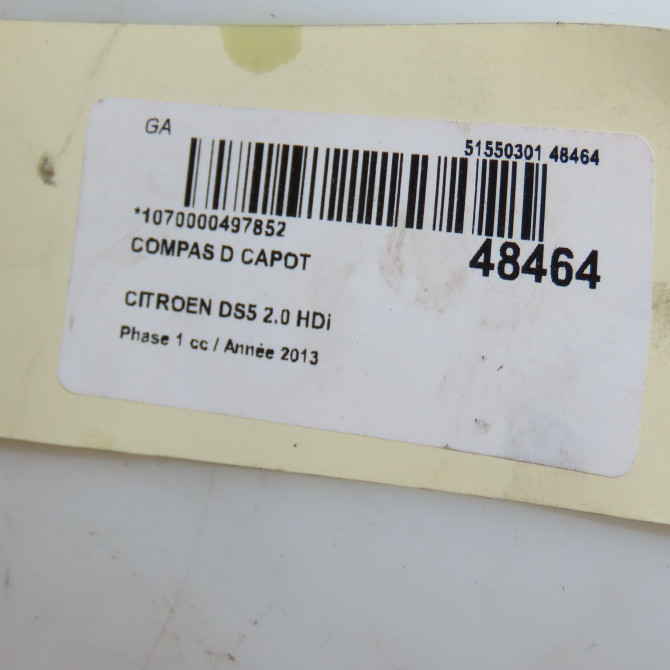 GA
51550301 48464
*1070000497852
48464
COMPAS D CAPOT
CITROEN DS5 2.0 HDi
Phase 1 cc / Année 2013